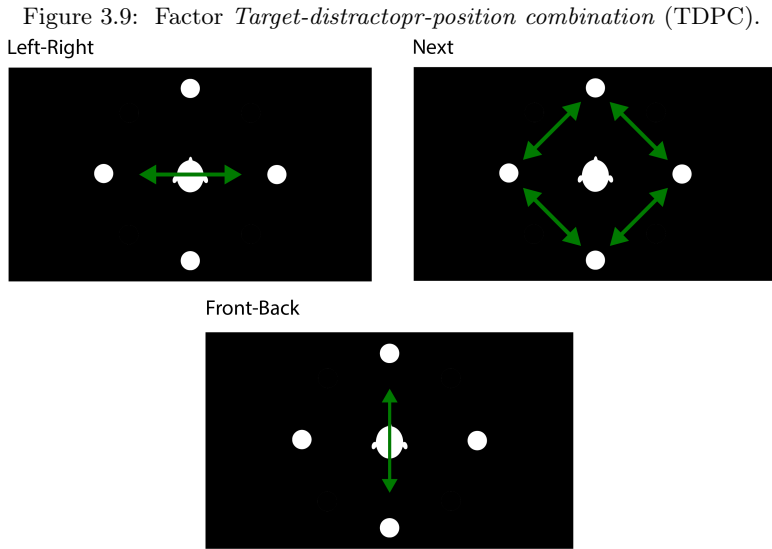 Figure 3.9: Factor Target-distractopr-position combination (TDPC).
Left-Right
Next
Front-Back